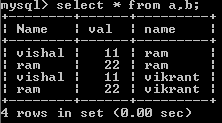 mysql> select * from a,b;
+--------+------+---------+
| Name   | val  | name    |
+--------+------+---------+
| vishal |   11 | ram     |
| ram    |   22 | ram     |
| vishal |   11 | vikrant |
| ram    |   22 | vikrant |
+--------+------+---------+
4 rows in set (0.00 sec)